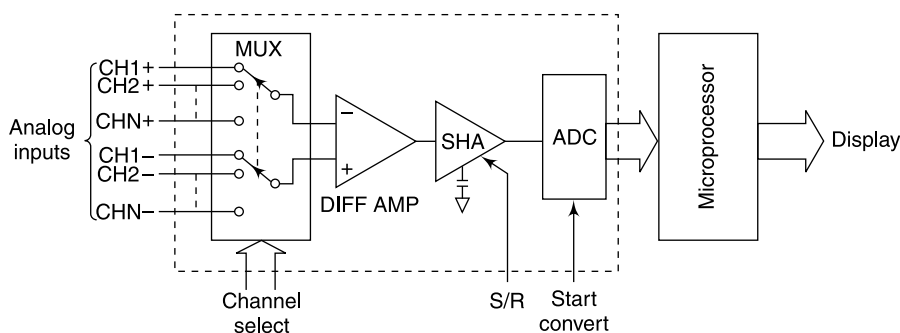 MUX
CH1+
CH2+
CHN+
CH1−
CH2−
CHN−
Analog
inputs
−
+
DIFF AMP
SHA
ADC
Microprocessor
Display
Channel
select
S/R
Start
convert